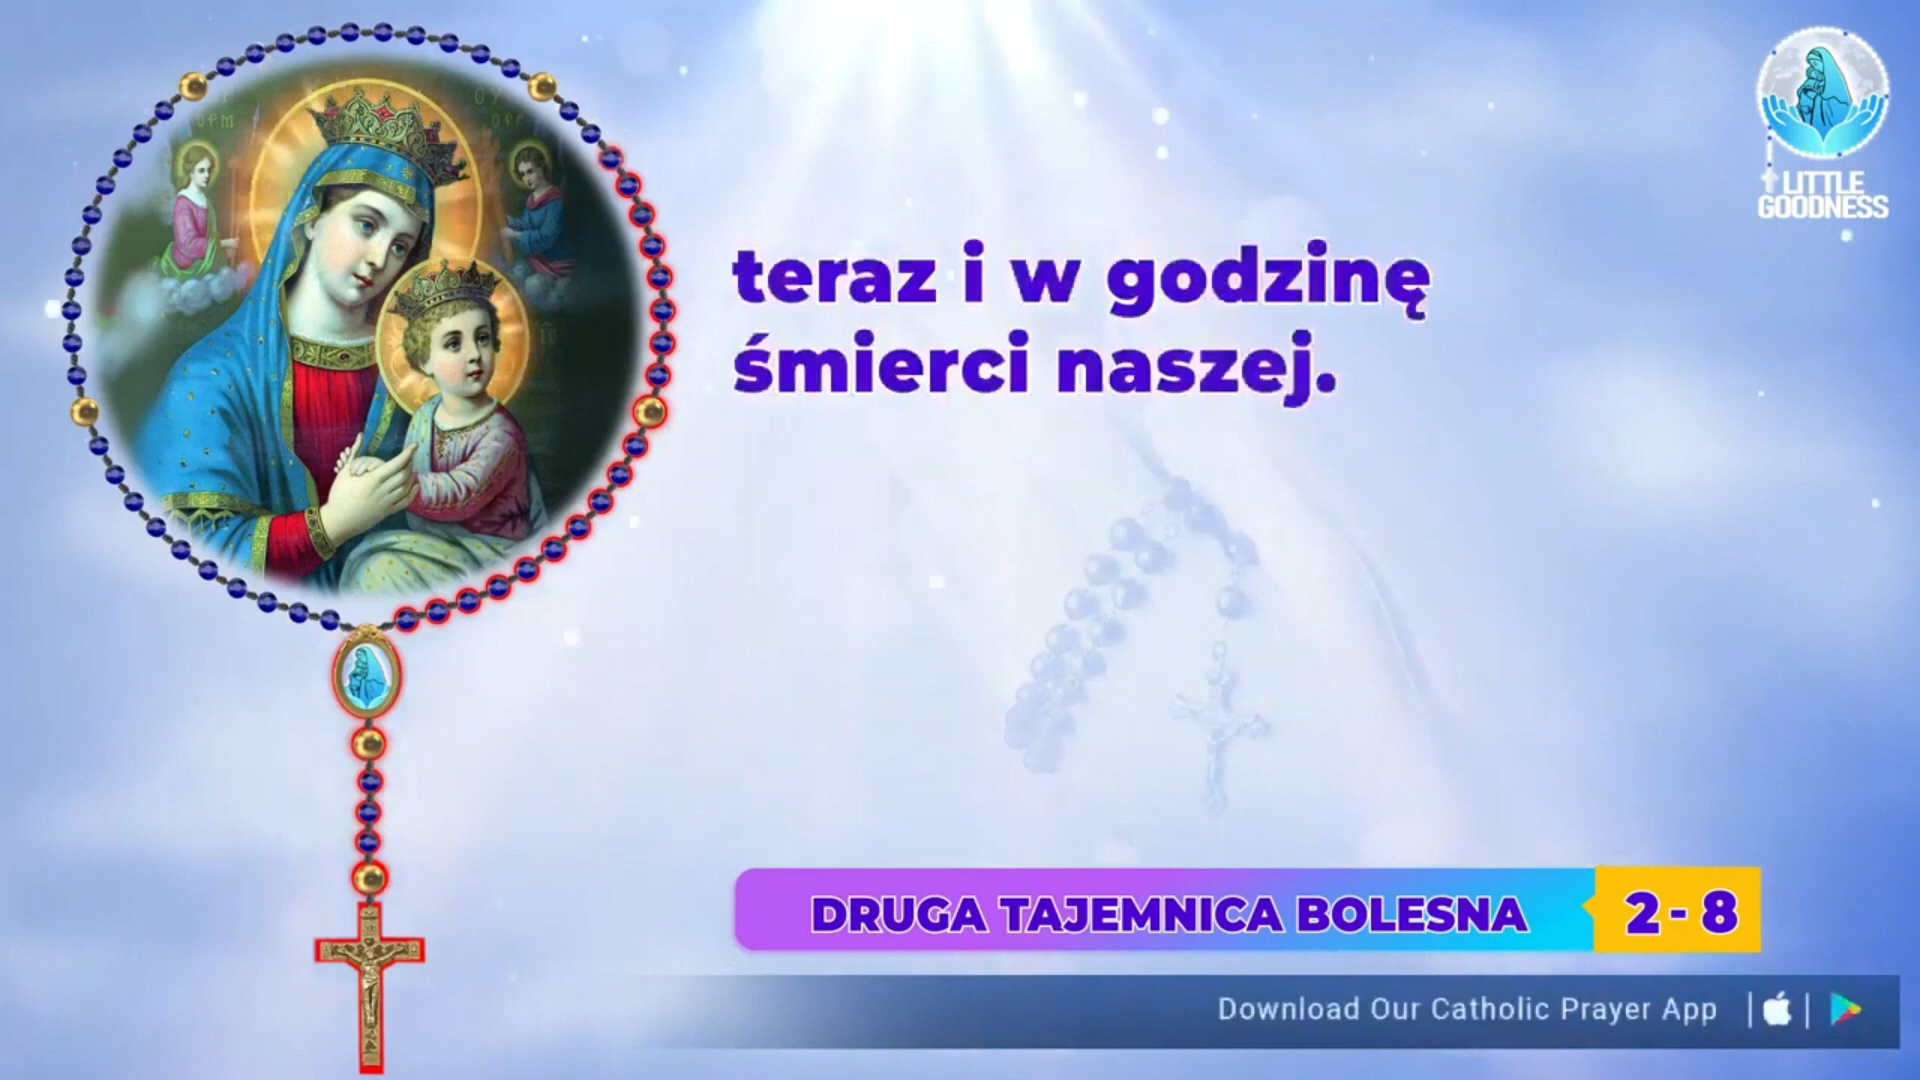 LITTLE
GOODNESS
teraz i w godzinę
śmierci naszej.
DRUGA TAJEMNICA BOLESNA
2 - 8
Download Our Catholic Prayer App